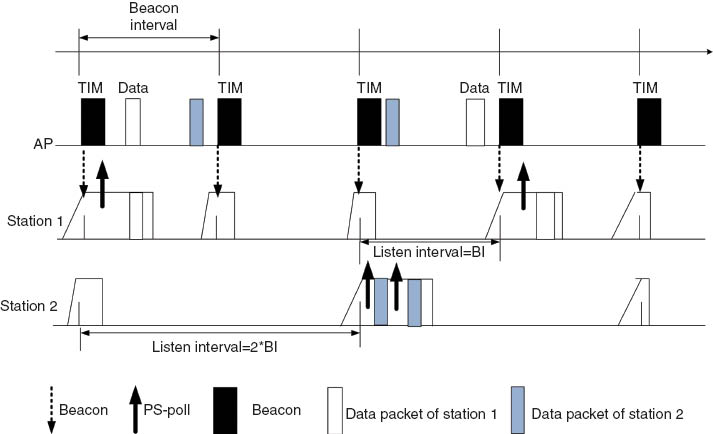 Beacon
interval
TIM Data TIM TIM Data TIM TIM
AP
Station 1
Listen interval=BI
Station 2
Listen interval=2*BI
Beacon PS-poll Beacon Data packet of station 1 Data packet of station 2